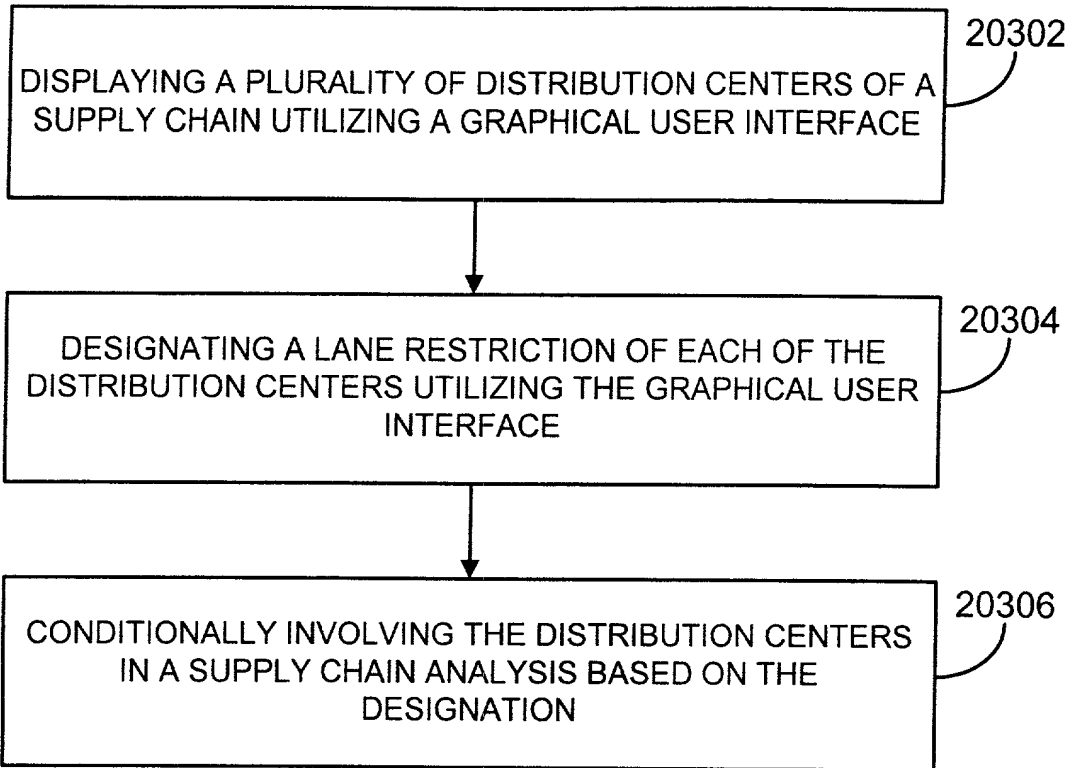 20302
DISPLAYING A PLURALITY OF DISTRIBUTION CENTERS OF A
SUPPLY CHAIN UTILIZING A GRAPHICAL USER INTERFACE
20304
DESIGNATING A LANE RESTRICTION OF EACH OF THE
DISTRIBUTION CENTERS UTILIZING THE GRAPHICAL USER
INTERFACE
20306
CONDITIONALLY INVOLVING THE DISTRIBUTION CENTERS
IN A SUPPLY CHAIN ANALYSIS BASED ON THE
DESIGNATION